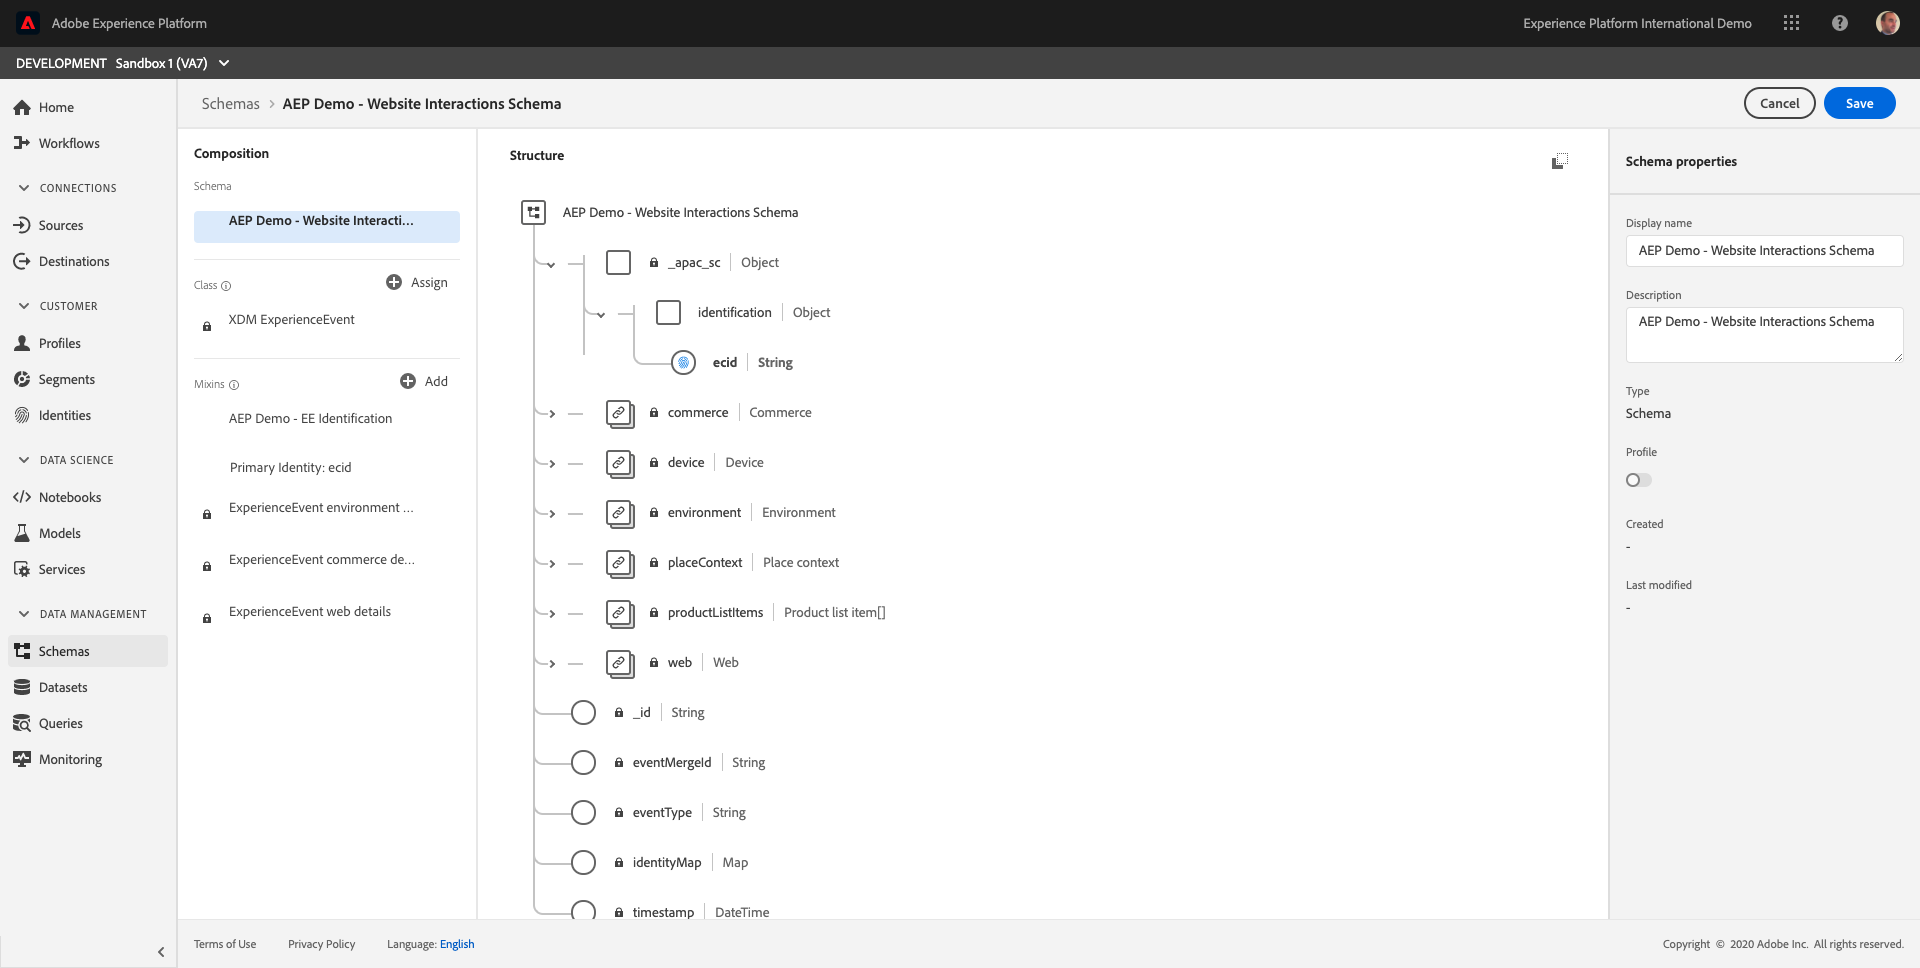 Adobe Experience Platform
Experience Platform International Demo
DEVELOPMENT Sandbox 1 (VA7)
Home
Workflows
CONNECTIONS
Sources
Destinations
CUSTOMER
Profiles
Segments
Identities
DATA SCIENCE
Notebooks
Models
Services
DATA MANAGEMENT
Schemas
Datasets
Queries
Monitoring
Schemas > AEP Demo - Website Interactions Schema
Cancel
Save
Composition
Schema
AEP Demo - Website Interacti...
Class
Assign
XDM ExperienceEvent
Mixins
Add
AEP Demo - EE Identification
Primary Identity: ecid
ExperienceEvent environment ...
ExperienceEvent commerce de...
ExperienceEvent web details
Structure
AEP Demo - Website Interactions Schema
_apac_sc Object
identification Object
ecid String
commerce Commerce
device Device
environment Environment
placeContext Place context
productListItems Product list item[]
web Web
_id String
eventMergeId String
eventType String
identityMap Map
timestamp DateTime
Schema properties
Display name
AEP Demo - Website Interactions Schema
Description
AEP Demo - Website Interactions Schema
Type
Schema
Profile
Created
-
Last modified
-
Terms of Use Privacy Policy Language: English
Copyright © 2020 Adobe Inc. All rights reserved.